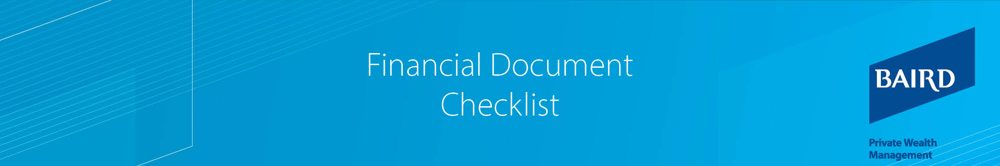 Financial Document
Checklist
BAIRD
Private Wealth
Management